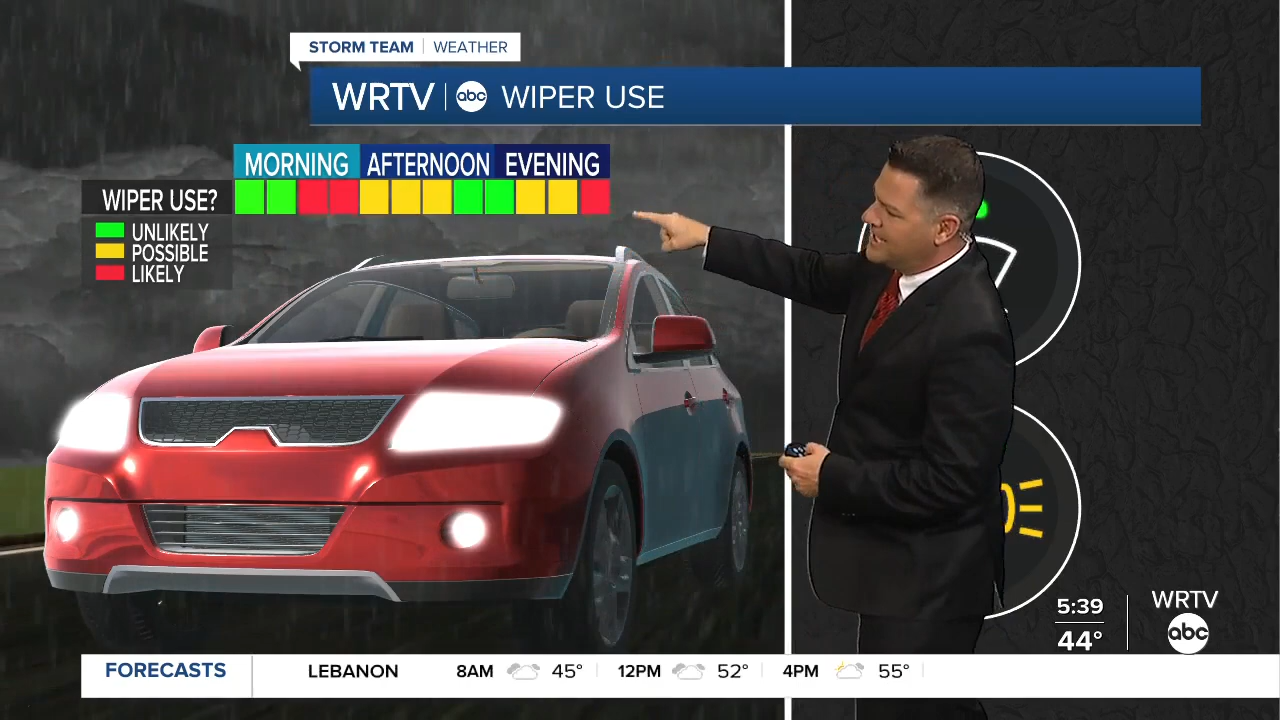 STORM TEAM | WEATHER
WRTV | abc WIPER USE
MORNING AFTERNOON EVENING
WIPER USE?
UNLIKELY
POSSIBLE
LIKELY
5:39
44°
WRTV
abc
FORECASTS LEBANON 8AM 45° 12PM 52° 4PM 55°